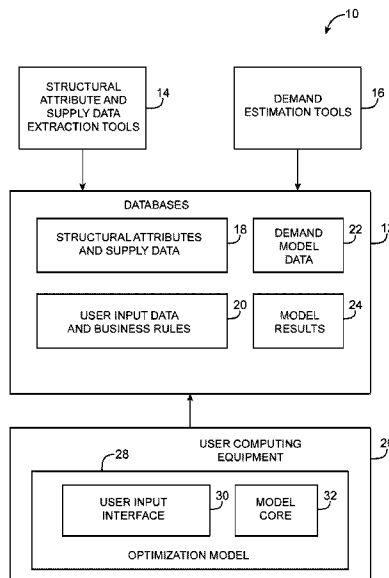 10
STRUCTURAL
ATTRIBUTE AND
SUPPLY DATA
EXTRACTION TOOLS
14
DEMAND
ESTIMATION TOOLS
16
DATABASES
STRUCTURAL ATTRIBUTES
AND SUPPLY DATA
18
DEMAND
MODEL
DATA
22
USER INPUT DATA
AND BUSINESS RULES
20
MODEL
RESULTS
24
USER COMPUTING
EQUIPMENT
28
USER INPUT
INTERFACE
30
MODEL
CORE
32
OPTIMIZATION MODEL